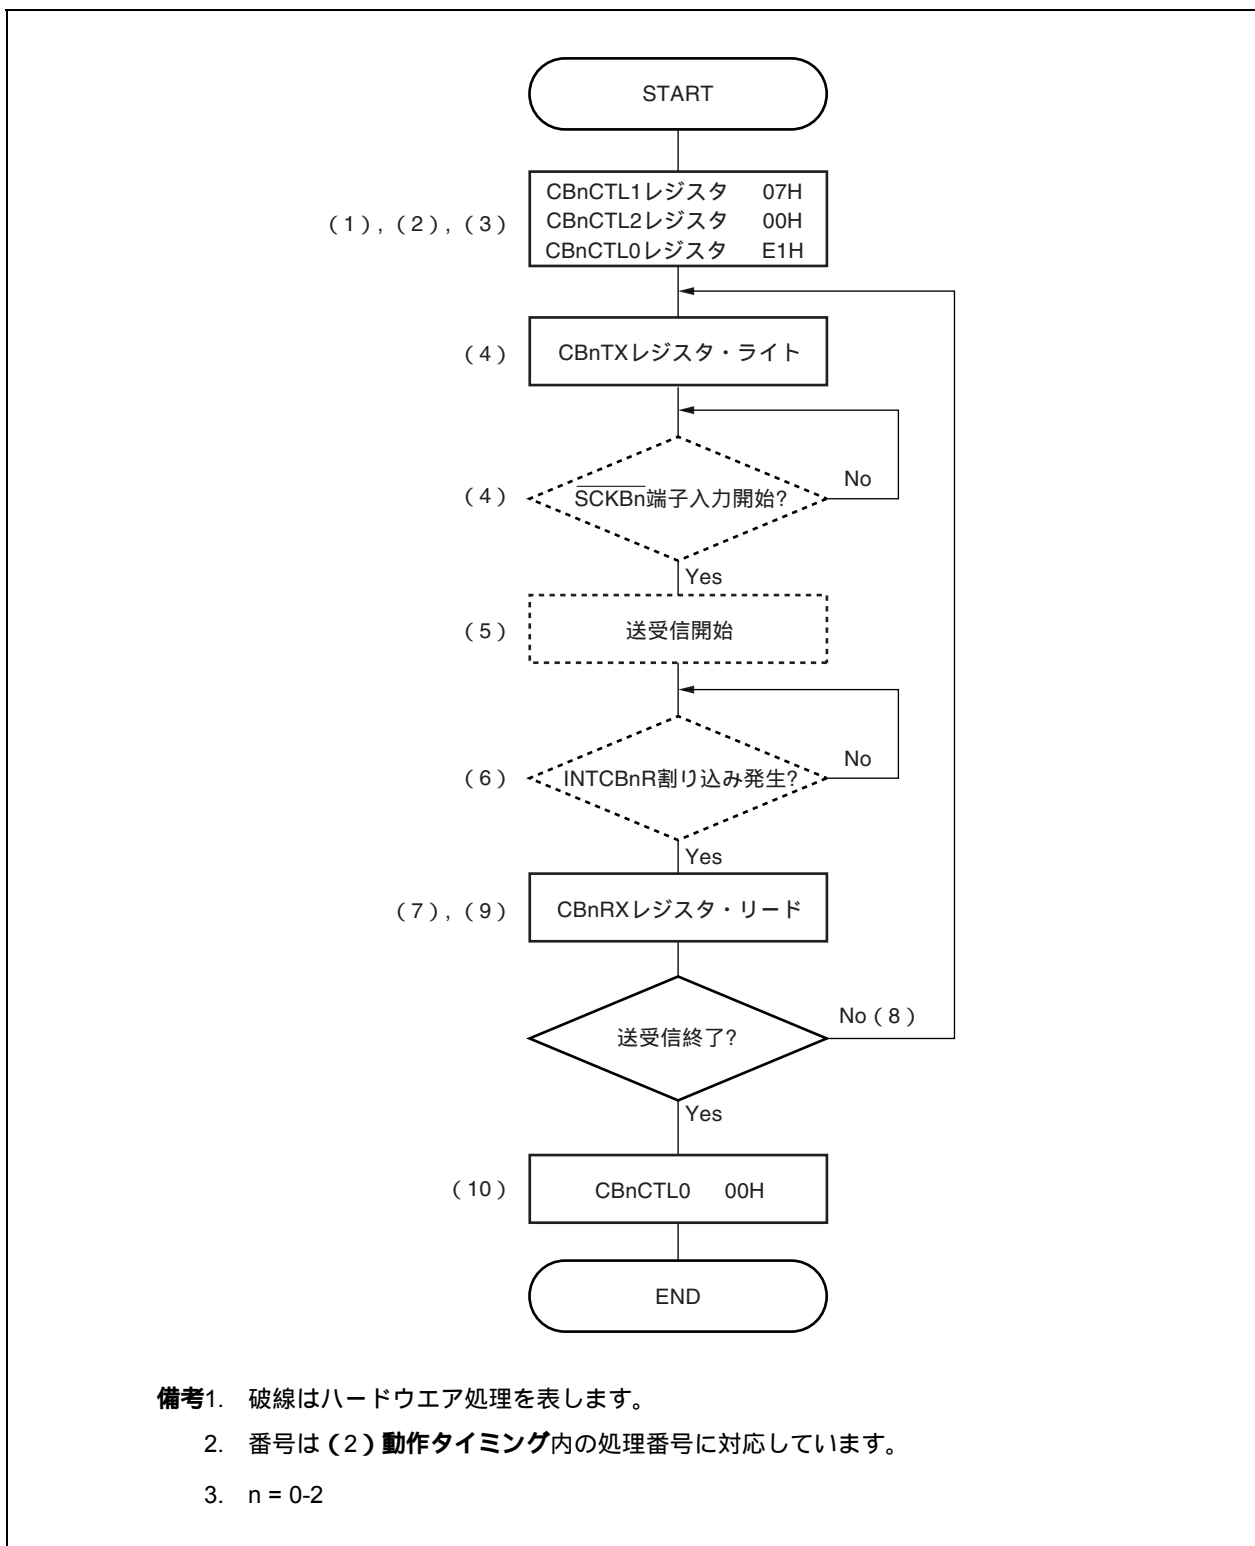 START
(1), (2), (3)
CBnCTL1レジスタ 07H
CBnCTL2レジスタ 00H
CBnCTL0レジスタ E1H
(4)
CBnTXレジスタ・ライト
(4)
SCKBn端子入力開始?
No
Yes
(5)
送受信開始
(6)
INTCBnR割り込み発生?
No
Yes
(7), (9)
CBnRXレジスタ・リード
送受信終了?
No(8)
Yes
(10)
CBnCTL0 00H
END
備考1. 破線はハードウエア処理を表します。
2. 番号は(2)動作タイミング内の処理番号に対応しています。
3. n = 0-2